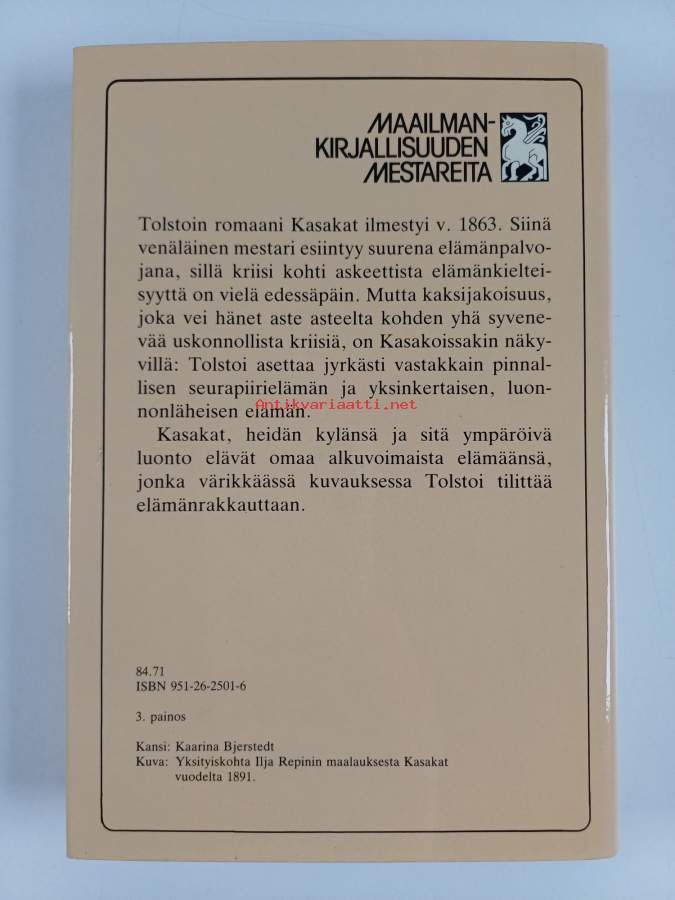 MAAILMAN-
KIRJALLISUUDEN
MESTAREITA
Tolstoin romaani Kasakat ilmestyi v. 1863. Siinä
venäläinen mestari esiintyy suurena elämänpalvo-
jana, sillä kriisi kohti askeettista elämänkieltei-
syyttä on vielä edessäpäin. Mutta kaksijakoisuus,
joka vei hänet aste asteelta kohden yhä syvene-
vää uskonnollista kriisiä, on Kasakoissakin näky-
villä: Tolstoi asettaa jyrkästi vastakkain pinnal-
lisen seurapiirielämän ja yksinkertaisen, luon-
nonläheisen elämän.
Antikvariaatti.net
Kasakat, heidän kylänsä ja sitä ympäröivä
luonto elävät omaa alkuvoimaista elämäänsä,
jonka värikkäässä kuvauksessa Tolstoi tilittää
elämänrakkauttaan.
84.71
ISBN 951-26-2501-6
3. painos
Kansi: Kaarina Bjerstedt
Kuva: Yksityiskohta Ilja Repinin maalauksesta Kasakat
vuodelta 1891.